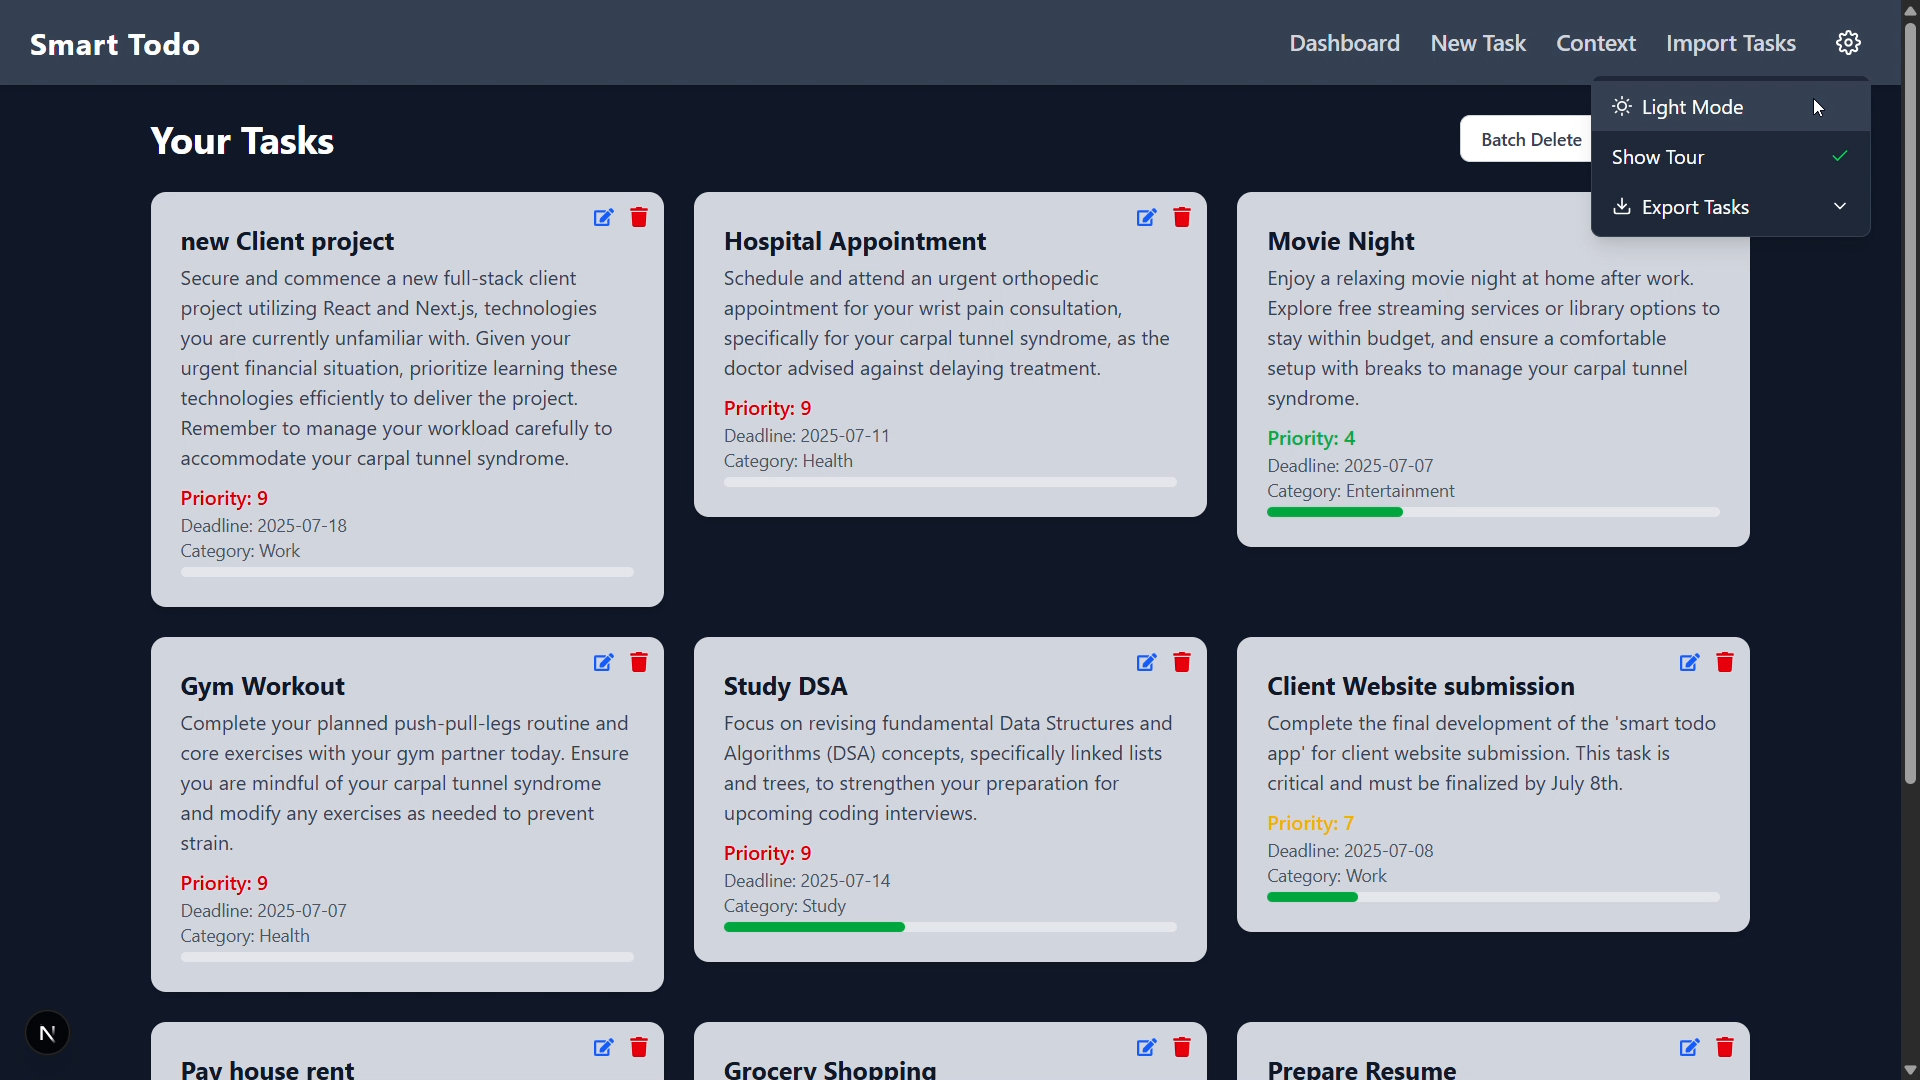 Smart Todo
Dashboard
New Task
Context
Import Tasks
Light Mode
Show Tour
Export Tasks
Your Tasks
Batch Delete
new Client project
Secure and commence a new full-stack client
project utilizing React and Next.js, technologies
you are currently unfamiliar with. Given your
urgent financial situation, prioritize learning these
technologies efficiently to deliver the project.
Remember to manage your workload carefully to
accommodate your carpal tunnel syndrome.
Priority: 9
Deadline: 2025-07-18
Category: Work
Hospital Appointment
Schedule and attend an urgent orthopedic
appointment for your wrist pain consultation,
specifically for your carpal tunnel syndrome, as the
doctor advised against delaying treatment.
Priority: 9
Deadline: 2025-07-11
Category: Health
Movie Night
Enjoy a relaxing movie night at home after work.
Explore free streaming services or library options to
stay within budget, and ensure a comfortable
setup with breaks to manage your carpal tunnel
syndrome.
Priority: 4
Deadline: 2025-07-07
Category: Entertainment
Gym Workout
Complete your planned push-pull-legs routine and
core exercises with your gym partner today. Ensure
you are mindful of your carpal tunnel syndrome
and modify any exercises as needed to prevent
strain.
Priority: 9
Deadline: 2025-07-07
Category: Health
Study DSA
Focus on revising fundamental Data Structures and
Algorithms (DSA) concepts, specifically linked lists
and trees, to strengthen your preparation for
upcoming coding interviews.
Priority: 9
Deadline: 2025-07-14
Category: Study
Client Website submission
Complete the final development of the 'smart todo
app' for client website submission. This task is
critical and must be finalized by July 8th.
Priority: 7
Deadline: 2025-07-08
Category: Work
N
Pay house rent
Grocery Shopping
Prepare Resume